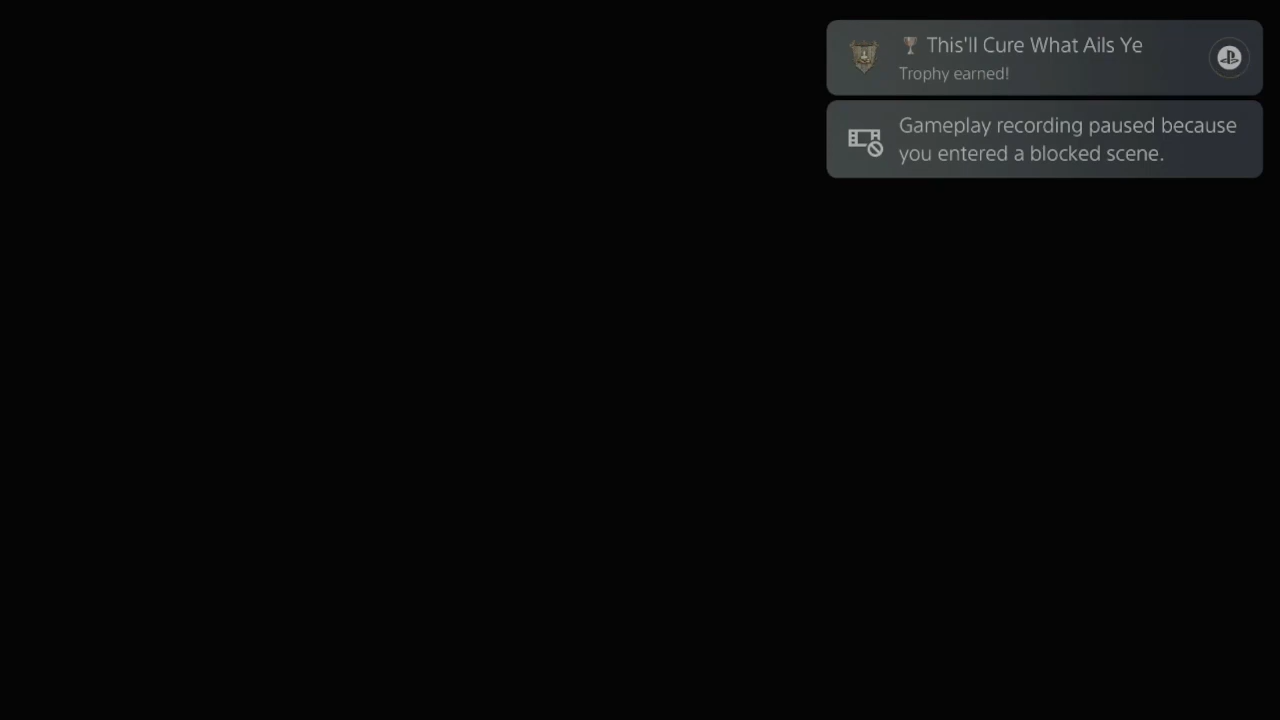 This'll Cure What Ails Ye
Trophy earned!
Gameplay recording paused because
you entered a blocked scene.